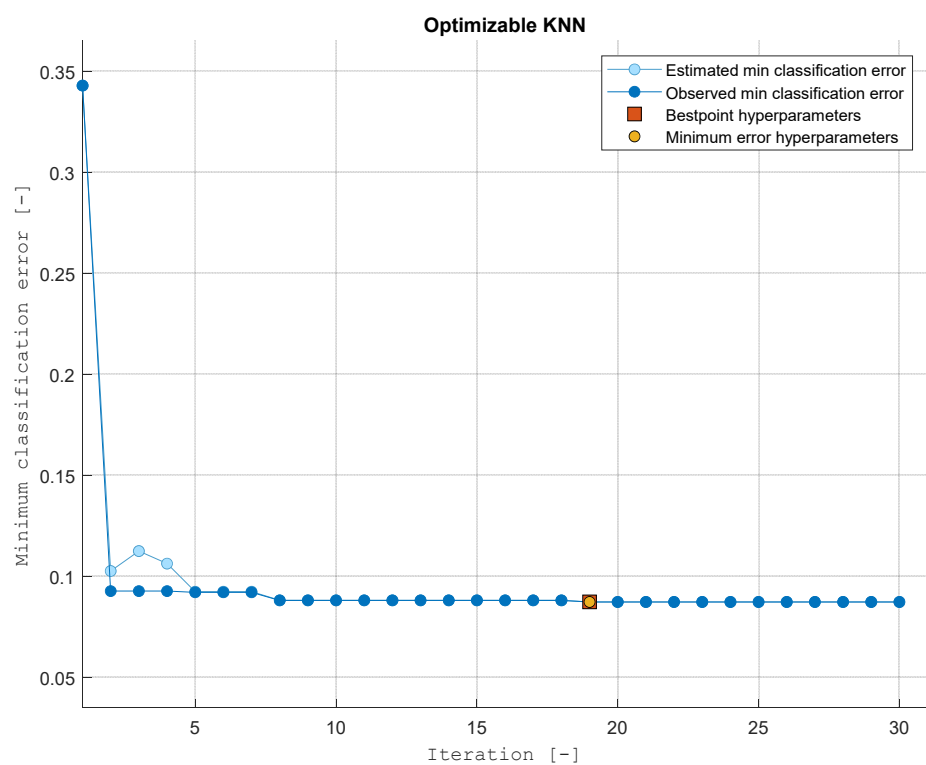 Optimizable KNN
Estimated min classification error
Observed min classification error
Bestpoint hyperparameters
Minimum error hyperparameters
Minimum classification error [-]
0.35
0.3
0.25
0.2
0.15
0.1
0.05
5 10 15 20 25 30
Iteration [-]